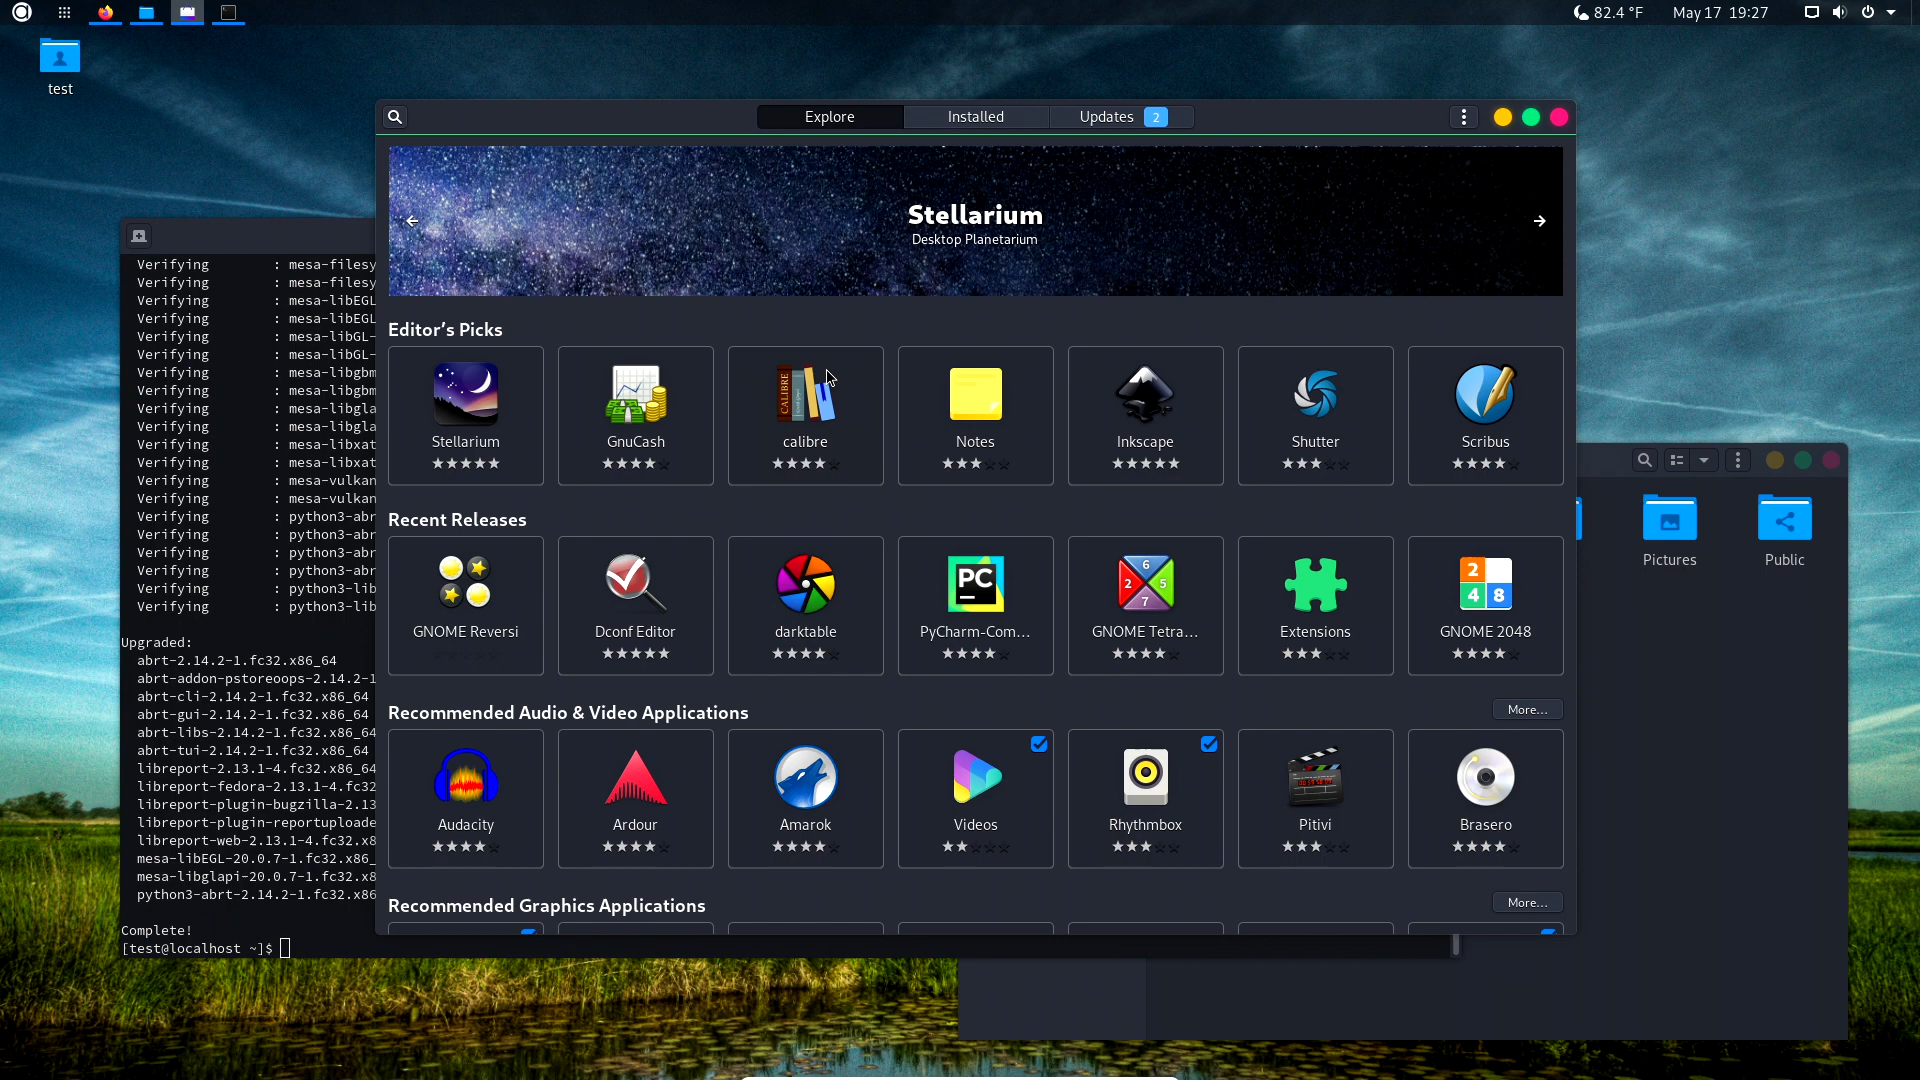 82.4 °F
May 17 19:27
test
Explore
Installed
Updates 2
Stellarium
Desktop Planetarium
Editor's Picks
Stellarium
GnuCash
CALIBRE
calibre
Notes
Inkscape
Shutter
Scribus
Recent Releases
GNOME Reversi
Dconf Editor
darktable
PC
PyCharm-Com...
6
2 5
7
GNOME Tetra...
Extensions
2
4 8
GNOME 2048
Recommended Audio & Video Applications
More...
Audacity
Ardour
Amarok
Videos
Rhythmbox
Pitivi
Brasero
Recommended Graphics Applications
More...
Verifying : mesa-filesy
Verifying : mesa-filesy
Verifying : mesa-libEGL
Verifying : mesa-libEGL
Verifying : mesa-libGL-
Verifying : mesa-libGL-
Verifying : mesa-libgbm
Verifying : mesa-libgbm
Verifying : mesa-libgla
Verifying : mesa-libgla
Verifying : mesa-libxat
Verifying : mesa-libxat
Verifying : mesa-vulkan
Verifying : mesa-vulkan
Verifying : python3-abr
Verifying : python3-abr
Verifying : python3-abr
Verifying : python3-abr
Verifying : python3-lib
Verifying : python3-lib
Upgraded:
abrt-2.14.2-1.fc32.x86_64
abrt-addon-pstoreoops-2.14.2-1
abrt-cli-2.14.2-1.fc32.x86_64
abrt-gui-2.14.2-1.fc32.x86_64
abrt-libs-2.14.2-1.fc32.x86_64
abrt-tui-2.14.2-1.fc32.x86_64
libreport-2.13.1-4.fc32.x86_64
libreport-fedora-2.13.1-4.fc32
libreport-plugin-bugzilla-2.13
libreport-plugin-reportuploade
libreport-web-2.13.1-4.fc32.x8
mesa-libEGL-20.0.7-1.fc32.x86_
mesa-libglapi-20.0.7-1.fc32.x8
python3-abrt-2.14.2-1.fc32.x86
Complete!
[test@localhost ~]$
Pictures
Public